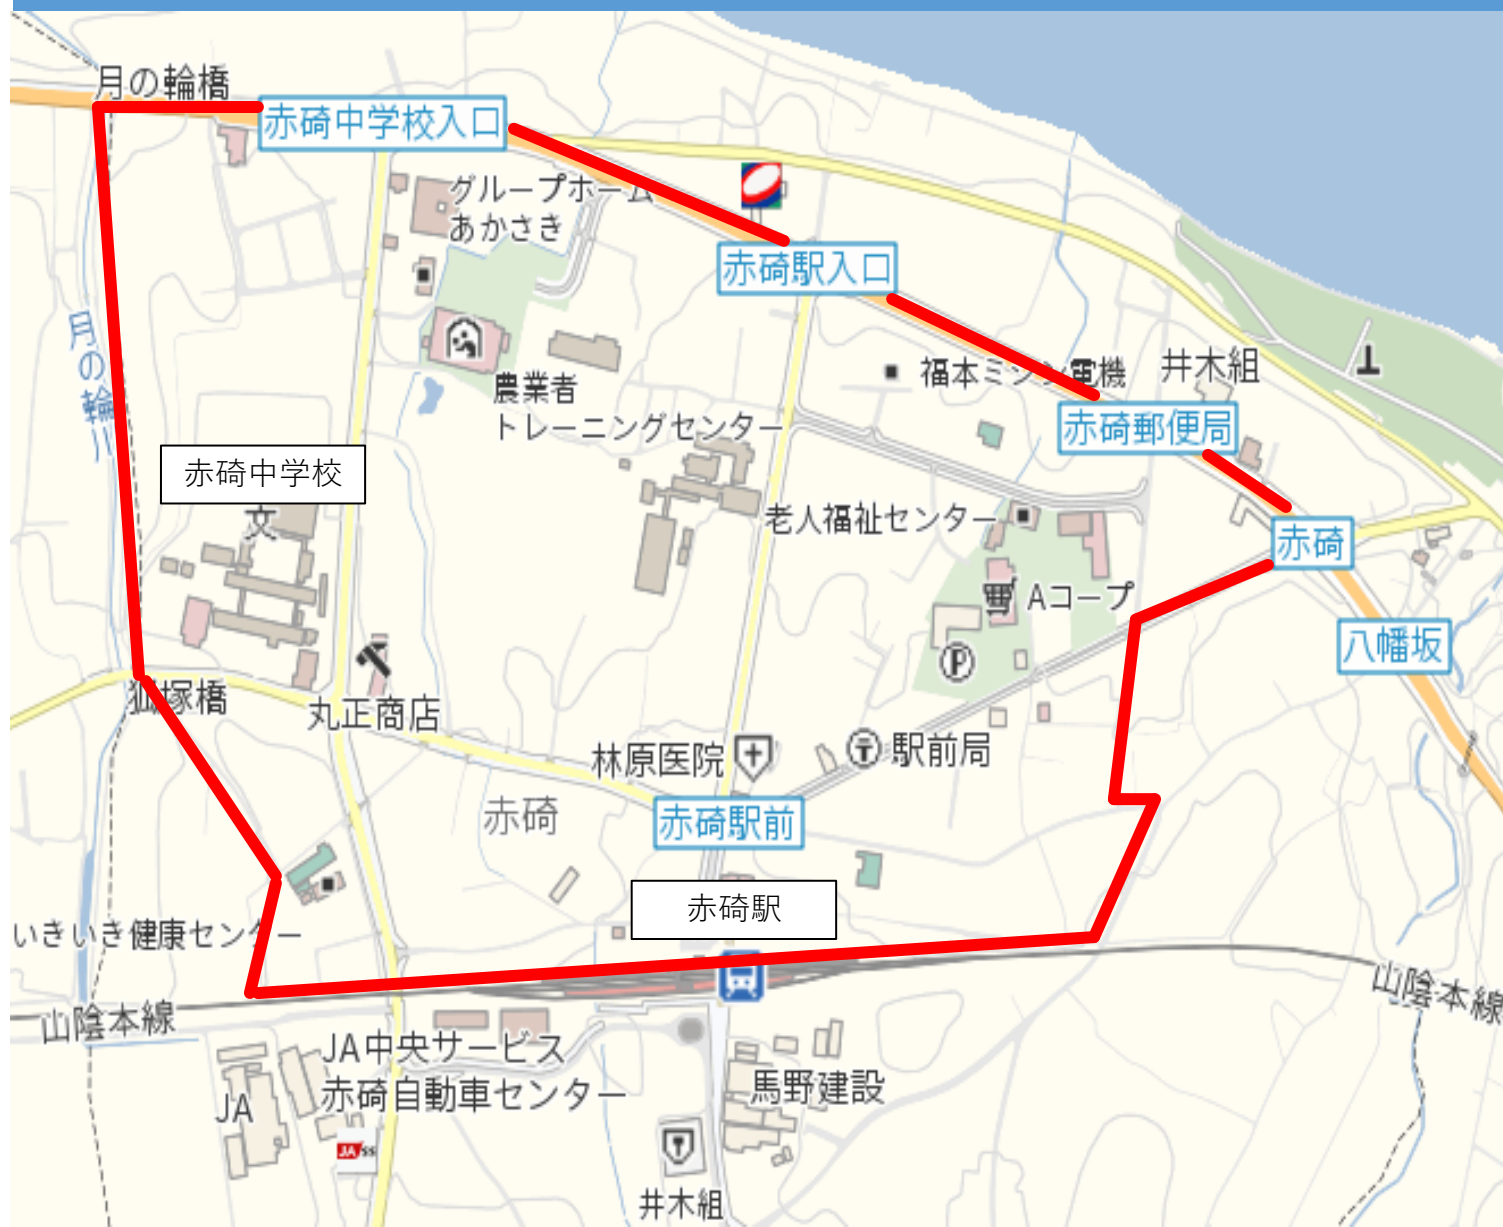 月の輪橋
赤碕中学校入口
グループホーム
あかさき
赤碕駅入口
月の輪川
福本ミシン電機
井木組
農業者
トレーニングセンター
赤碕郵便局
赤碕中学校
文
老人福祉センター
赤碕
Aコープ
八幡坂
P
狐塚橋
丸正商店
林原医院
駅前局
赤碕
赤碕駅前
赤碕駅
いきいき健康センター
山陰本線
山陰本線
JA中央サービス
赤碕自動車センター
JA
馬野建設
JA SS
井木組